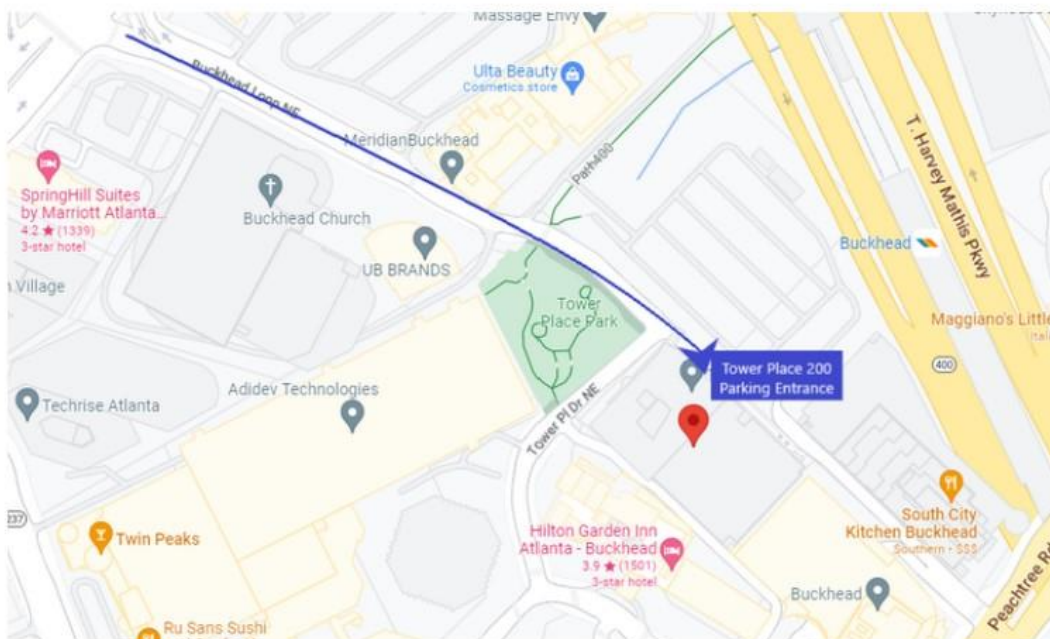 Massage Envy
Buckhead Loop NE
Ulta Beauty
Cosmetics store
MeridianBuckhead
Path400
T. Harvey Mathis Pkwy
SpringHill Suites
by Marriott Atlanta...
4.2 ★ (1339)
3-star hotel
Buckhead Church
Buckhead
UB BRANDS
Village
Tower
Place Park
Maggiano's Little
400
Tower Place 200
Parking Entrance
Adidev Technologies
Techrise Atlanta
Tower Pl Dr NE
237
Twin Peaks
Hilton Garden Inn
Atlanta - Buckhead
3.9 ★ (1501)
3-star hotel
South City
Kitchen Buckhead
Southern - $$$
Buckhead
Peachtree Rd
Ru Sans Sushi